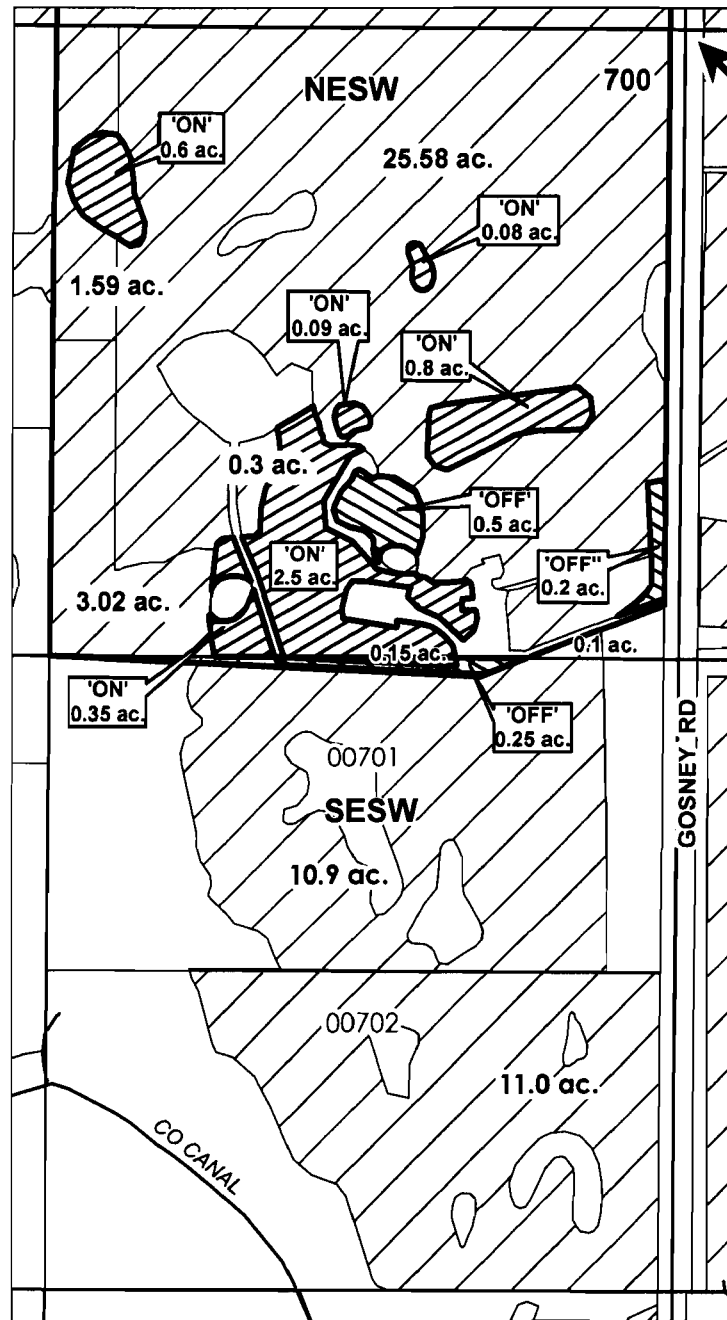 NESW
700
'ON'
0.6 ac.
25.58 ac.
'ON'
0.08 ac.
1.59 ac.
'ON'
0.09 ac.
'ON'
0.8 ac.
0.3 ac.
'OFF'
0.5 ac.
'ON'
2.5 ac.
'OFF''
0.2 ac.
3.02 ac.
0.15 ac.
0.1 ac.
'ON'
0.35 ac.
'OFF'
0.25 ac.
GOSNEY_RD
00701
SESW
10.9 ac.
00702
11.0 ac.
CO CANAL